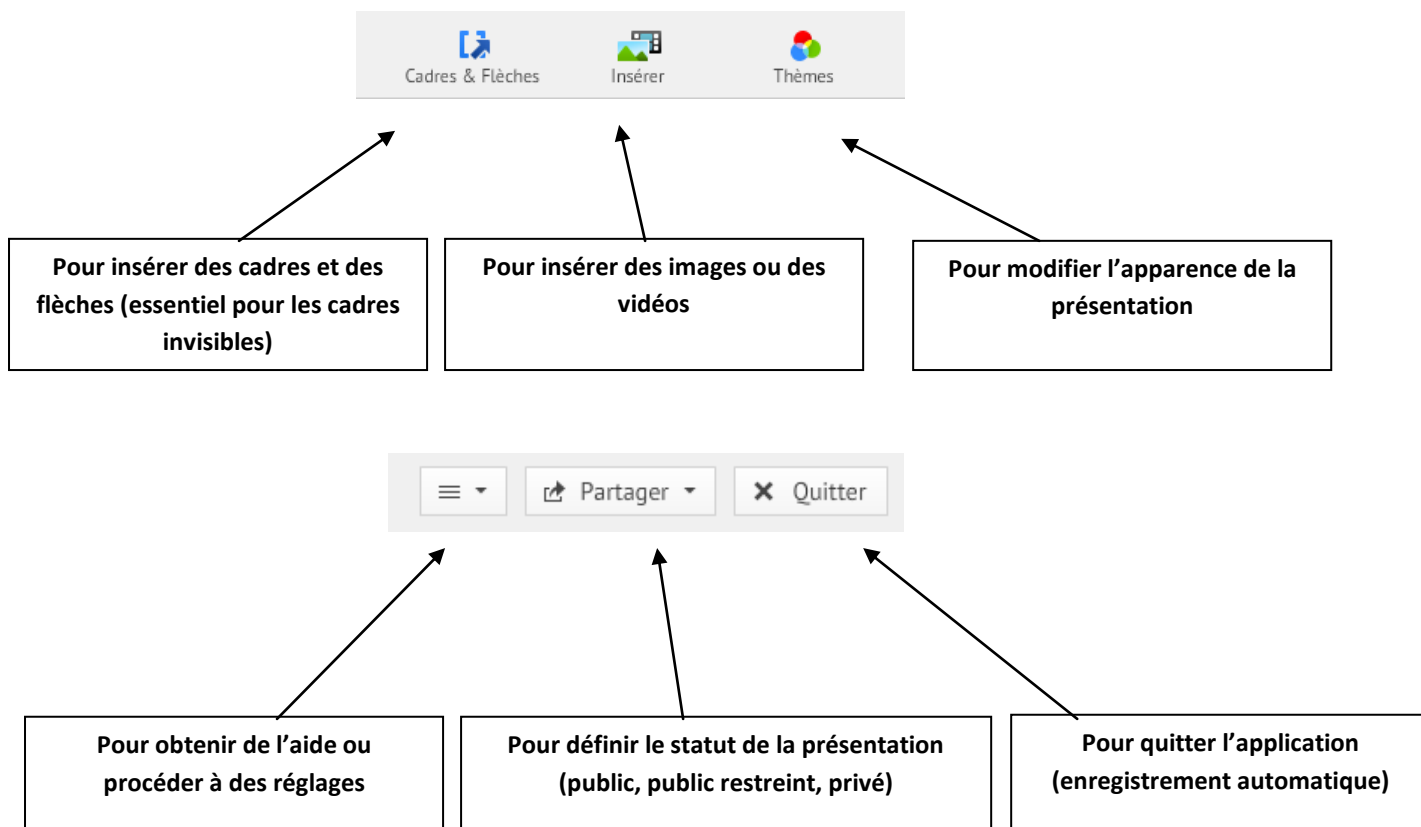 Cadres & Flèches
Insérer
Thèmes
Pour insérer des cadres et des
flèches (essentiel pour les cadres
invisibles)
Pour insérer des images ou des
vidéos
Pour modifier l’apparence de la
présentation
Partager
Quitter
Pour obtenir de l’aide ou
procéder à des réglages
Pour définir le statut de la présentation
(public, public restreint, privé)
Pour quitter l’application
(enregistrement automatique)